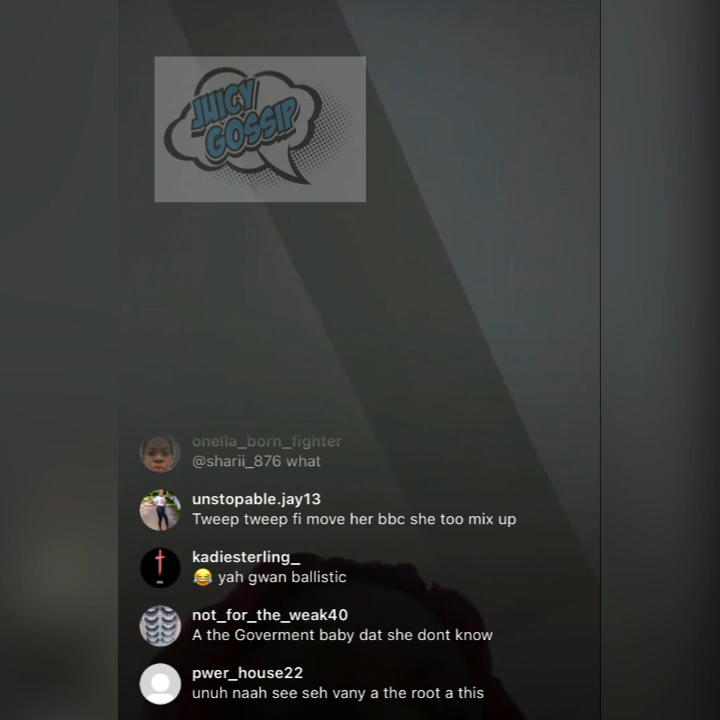 JUICY
GOSSIP
onella_born_fighter
@sharii_876 what
unstopable.jay13
Tweep tweep fi move her bbc she too mix up
kadiesterling_
😂 yah gwan ballistic
not_for_the_weak40
A the Goverment baby dat she dont know
pwer_house22
unuh naah see seh vany a the root a this